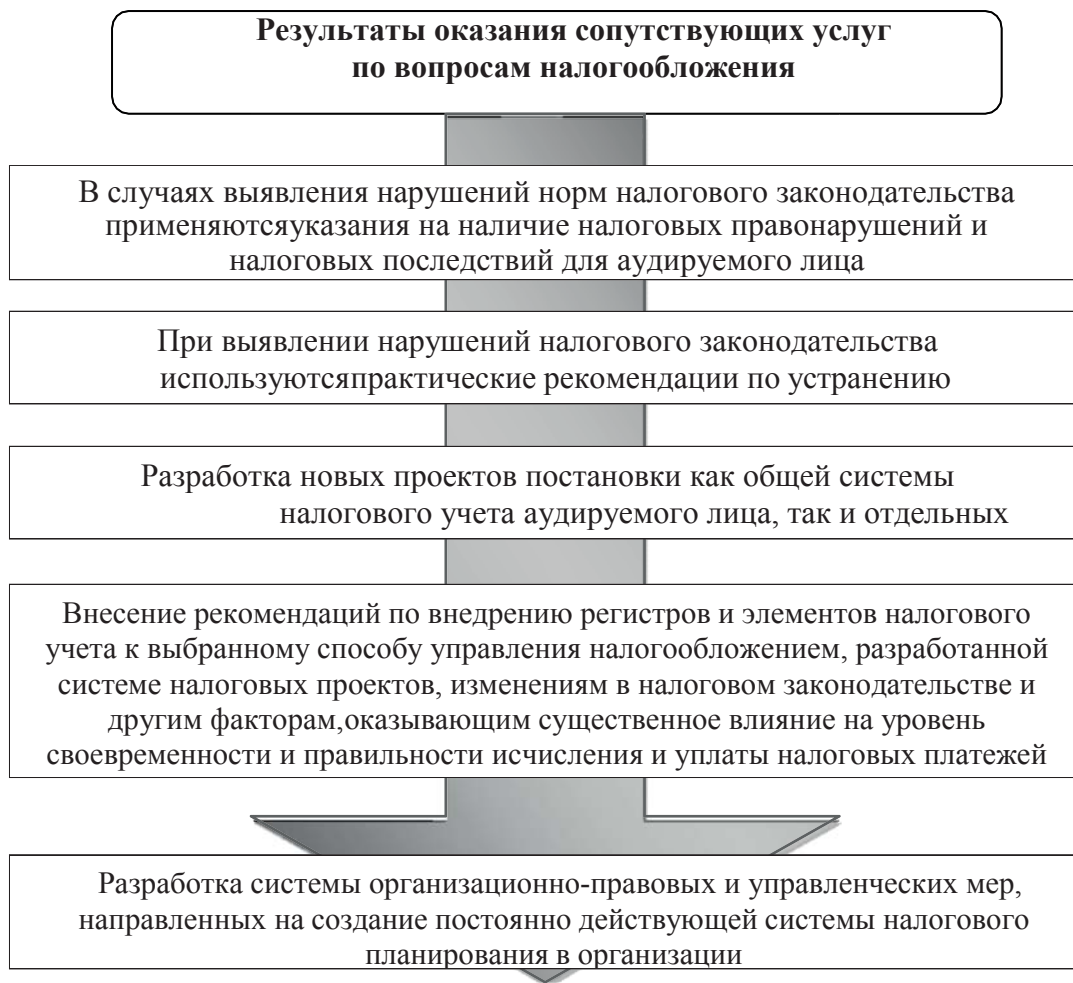 Результаты оказания сопутствующих услуг
по вопросам налогообложения
В случаях выявления нарушений норм налогового законодательства
применяютсяуказания на наличие налоговых правонарушений и
налоговых последствий для аудируемого лица
При выявлении нарушений налогового законодательства
используютсяпрактические рекомендации по устранению
Разработка новых проектов постановки как общей системы
налогового учета аудируемого лица, так и отдельных
Внесение рекомендаций по внедрению регистров и элементов налогового
учета к выбранному способу управления налогообложением, разработанной
системе налоговых проектов, изменениям в налоговом законодательстве и
другим факторам,оказывающим существенное влияние на уровень
своевременности и правильности исчисления и уплаты налоговых платежей
Разработка системы организационно-правовых и управленческих мер,
направленных на создание постоянно действующей системы налогового
планирования в организации